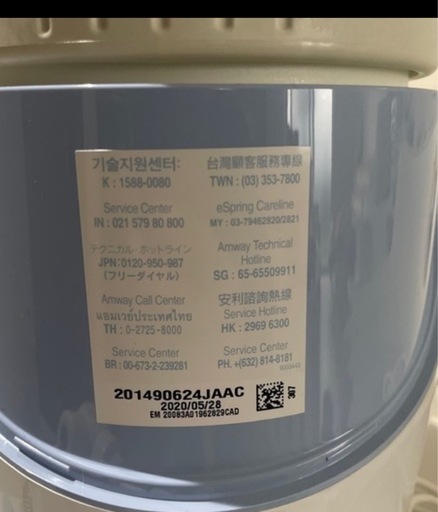 기술지원센터:
K : 1588-0080
台灣顧客服務專線
TWN : (03) 353-7800
Service Center
IN : 021 579 80 800
eSpring Careline
MY : 03-79462820/2821
テクニカル・ホットライン
JPN:0120-950-987
(フリーダイヤル)
Amway Technical
Hotline
SG : 65-65509911
Amway Call Center
แอมเวย์ประเทศไทย
TH : 0-2725-8000
安利諮詢熱線
Service Hotline
HK : 2969 6300
Service Center
BR : 00-673-2-239281
Service Center
PH. +(632) 814-8181
201490624JAAC
2020/05/28
EM 20083A01962829CAD
307